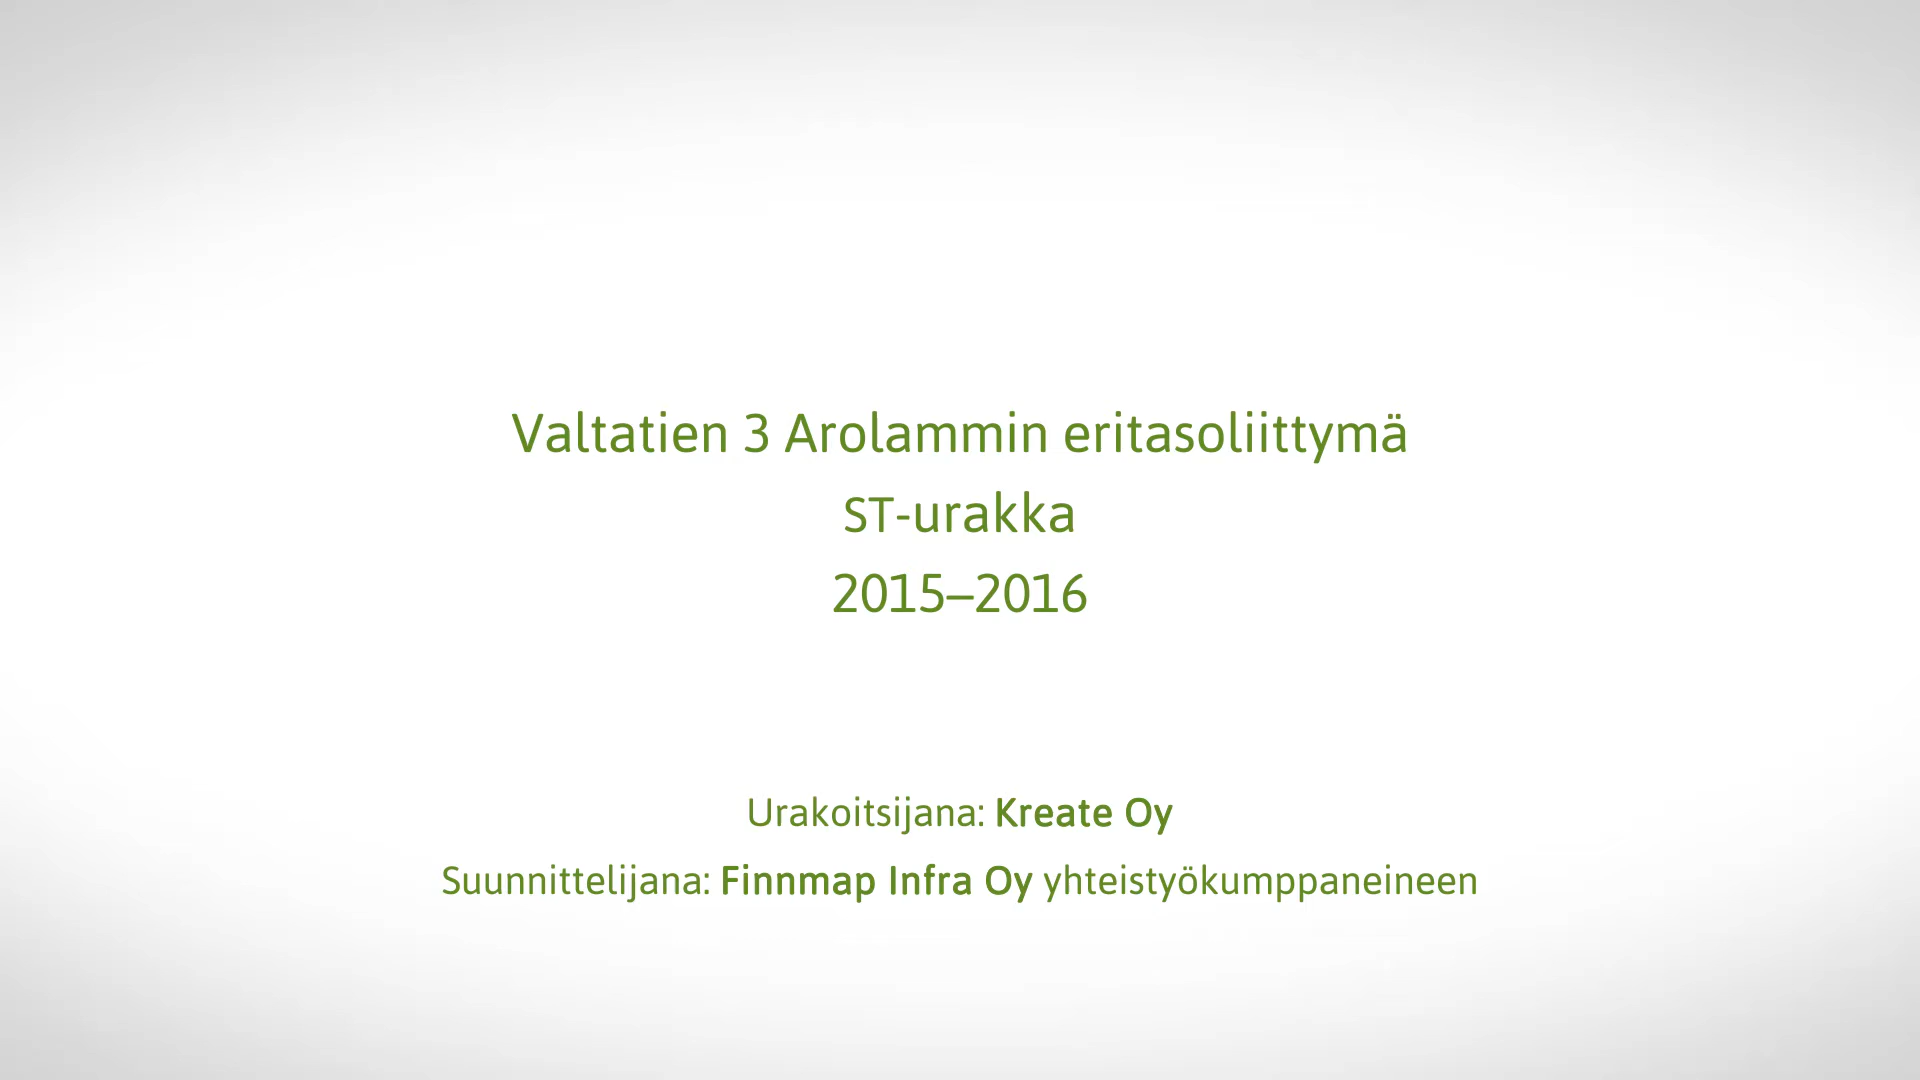 Valtatien 3 Arolammin eritasoliittymä
ST-urakka
2015–2016
Urakoitsijana: Kreate Oy
Suunnittelijana: Finnmap Infra Oy yhteistyökumppaneineen